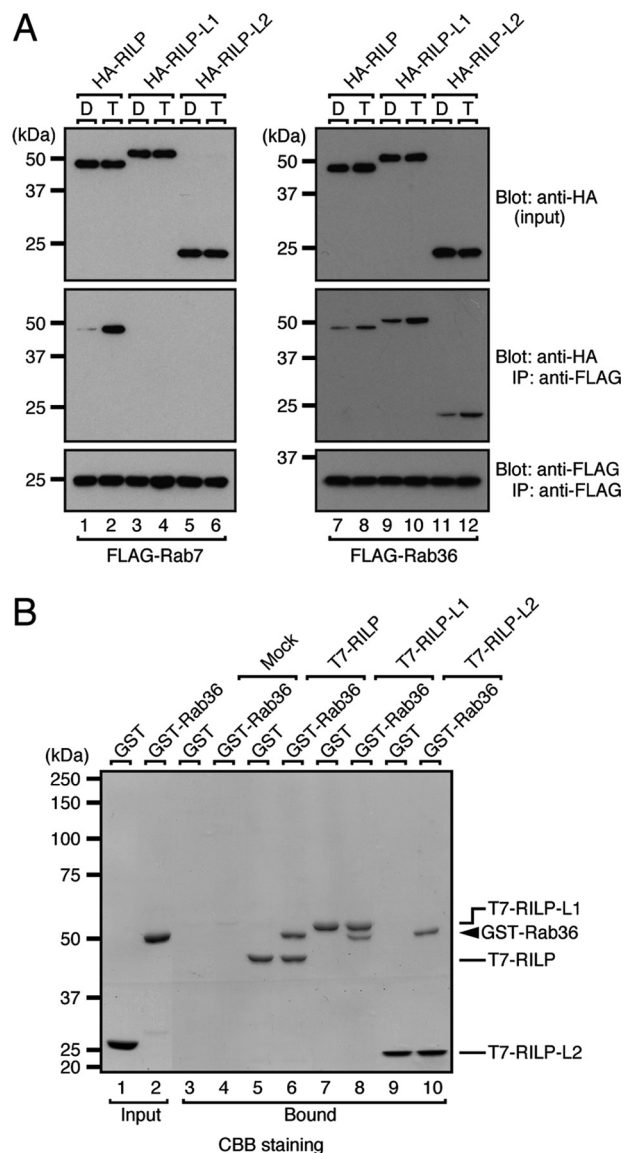 A
HA-RILP HA-RILP-L1 HA-RILP-L2 HA-RILP HA-RILP-L1 HA-RILP-L2
D T D T D T D T D T D T
(kDa) (kDa)
50 50
37 37
25 25
Blot: anti-HA
(input)
50 50
37 37
25 25
Blot: anti-HA
IP: anti-FLAG
37
25
Blot: anti-FLAG
IP: anti-FLAG
1 2 3 4 5 6 7 8 9 10 11 12
FLAG-Rab7 FLAG-Rab36
B
Mock T7-RILP T7-RILP-L1 T7-RILP-L2
GST GST-Rab36 GST GST-Rab36 GST GST-Rab36 GST GST-Rab36 GST GST-Rab36
(kDa)
250
150
100
75
50
37
25
20
T7-RILP-L1
GST-Rab36
T7-RILP
T7-RILP-L2
1 2 3 4 5 6 7 8 9 10
Input Bound
CBB staining